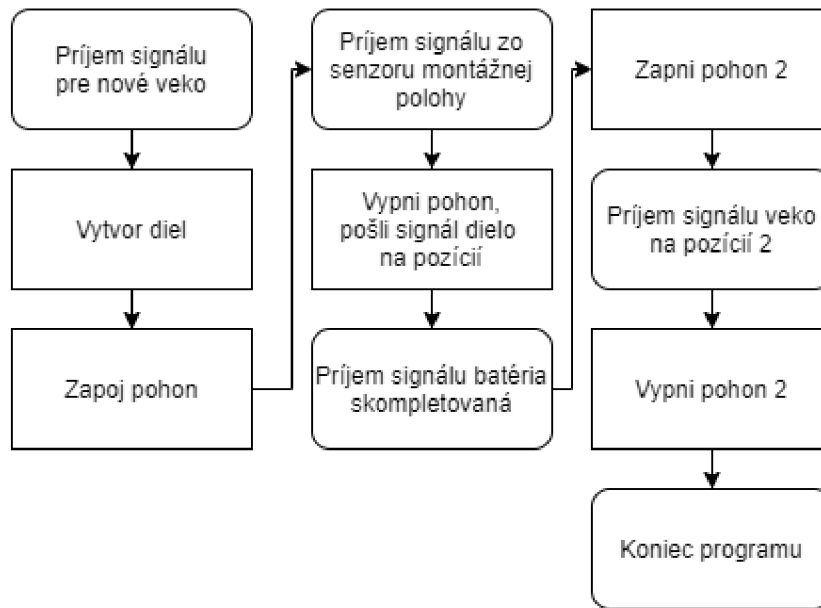 Príjem signálu
pre nové veko
Vytvor diel
Zapoj pohon
Príjem signálu zo
senzoru montážnej
polohy
Vypni pohon,
pošli signál dielo
na pozícií
Príjem signálu batéria
skompletovaná
Zapni pohon 2
Príjem signálu veko
na pozícií 2
Vypni pohon 2
Koniec programu